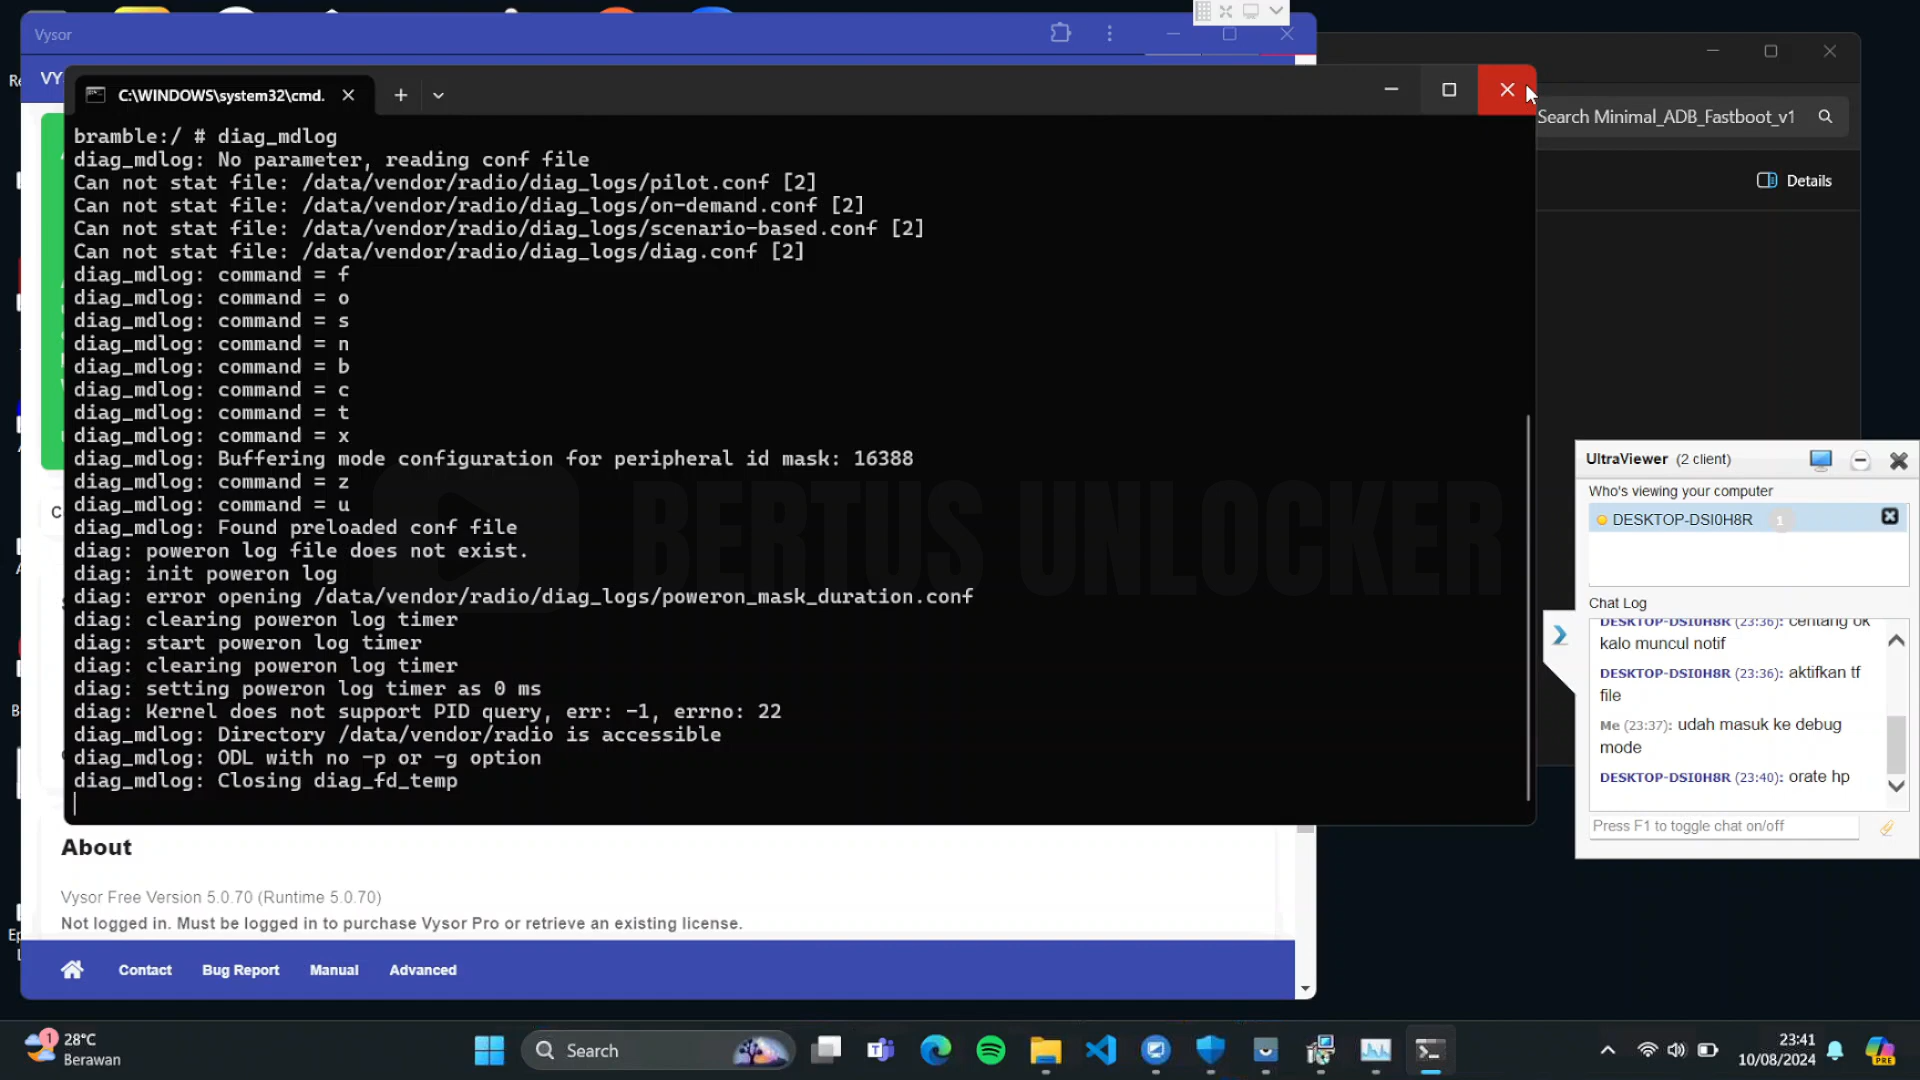 Vysor
VY
C:\WINDOWS\system32\cmd.
Search Minimal_ADB_Fastboot_v1
Details
bramble:/ # diag_mdlog
diag_mdlog: No parameter, reading conf file
Can not stat file: /data/vendor/radio/diag_logs/pilot.conf [2]
Can not stat file: /data/vendor/radio/diag_logs/on-demand.conf [2]
Can not stat file: /data/vendor/radio/diag_logs/scenario-based.conf [2]
Can not stat file: /data/vendor/radio/diag_logs/diag.conf [2]
diag_mdlog: command = f
diag_mdlog: command = o
diag_mdlog: command = s
diag_mdlog: command = n
diag_mdlog: command = b
diag_mdlog: command = c
diag_mdlog: command = t
diag_mdlog: command = x
diag_mdlog: Buffering mode configuration for peripheral id mask: 16388
diag_mdlog: command = z
diag_mdlog: command = u
diag_mdlog: Found preloaded conf file
diag: poweron log file does not exist.
diag: init poweron log
diag: error opening /data/vendor/radio/diag_logs/poweron_mask_duration.conf
diag: clearing poweron log timer
diag: start poweron log timer
diag: clearing poweron log timer
diag: setting poweron log timer as 0 ms
diag: Kernel does not support PID query, err: -1, errno: 22
diag_mdlog: Directory /data/vendor/radio is accessible
diag_mdlog: ODL with no -p or -g option
diag_mdlog: Closing diag_fd_temp
BERTUS UNLOCKER
UltraViewer (2 client)
Who's viewing your computer
DESKTOP-DSI0H8R 1
Chat Log
DESKTOP-DSI0H8R (23:36): centang ok
kalo muncul notif
DESKTOP-DSI0H8R (23:36): aktifkan tf
file
Me (23:37): udah masuk ke debug
mode
DESKTOP-DSI0H8R (23:40): orate hp
Press F1 to toggle chat on/off
About
Vysor Free Version 5.0.70 (Runtime 5.0.70)
Not logged in. Must be logged in to purchase Vysor Pro or retrieve an existing license.
Contact Bug Report Manual Advanced
1
28°C
Berawan
Search
23:41
10/08/2024
PRE